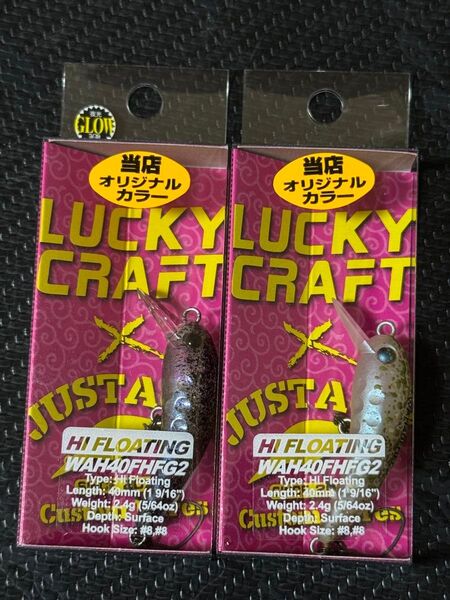 GLOW
当店
オリジナル
カラー
LUCKY
CRAFT
JUSTA
HI FLOATING
WAH40FHFG2
Type: Hi Floating
Length: 40mm (1 9/16")
Weight: 2.4g (5/64oz)
Depth: Surface
Hook Size: #8,#8
当店
オリジナル
カラー
LUCKY
CRAFT
JUSTA
HI FLOATING
WAH40FHFG2
Type: Hi Floating
Length: 40mm (1 9/16")
Weight: 2.4g (5/64oz)
Depth: Surface
Hook Size: #8,#8